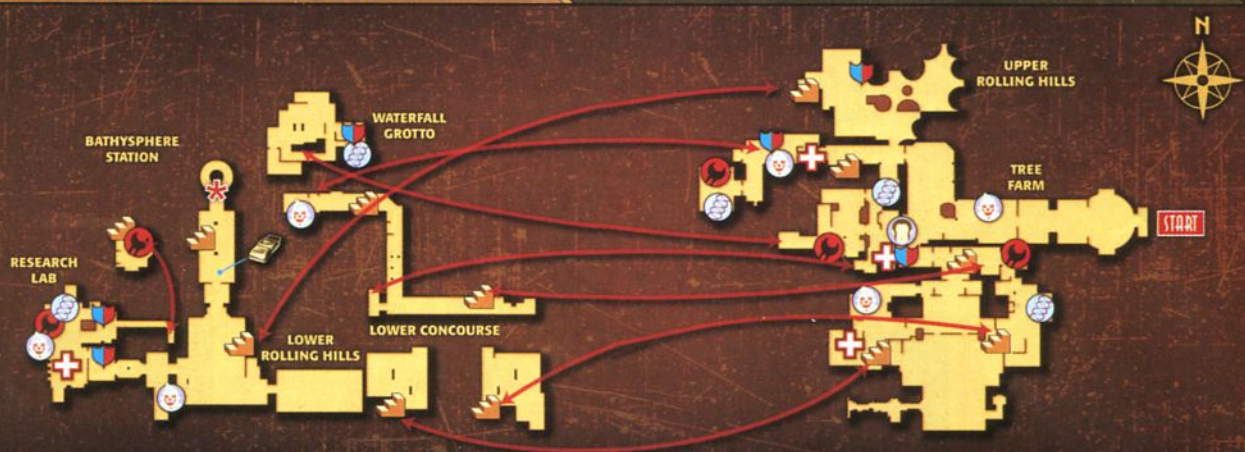 N
UPPER
ROLLING HILLS
WATERFALL
GROTTO
BATHYSPHERE
STATION
TREE
FARM
START
RESEARCH
LAB
LOWER CONCOURSE
LOWER
ROLLING HILLS